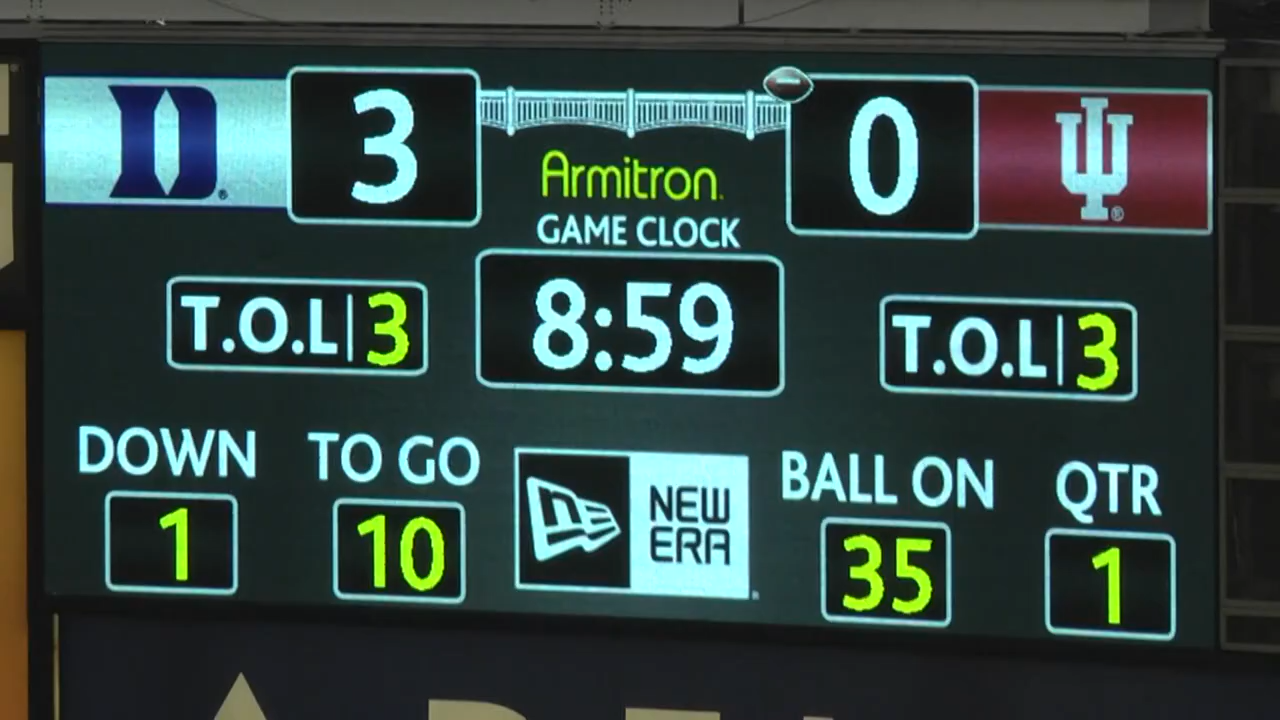 D 3 0 IU
Armitron
GAME CLOCK
8:59
T.O.L 3
T.O.L 3
DOWN TO GO BALL ON QTR
1 10 35 1
NEW
ERA